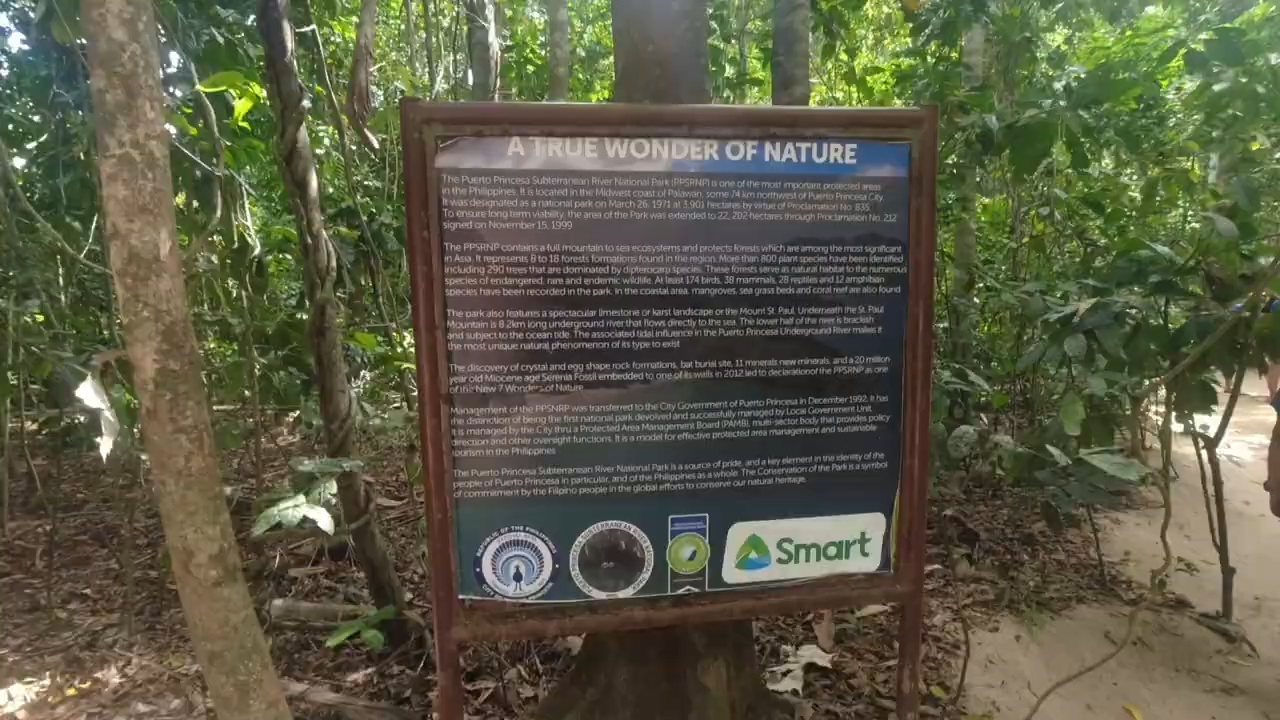 A TRUE WONDER OF NATURE
The Puerto Princesa Subterranean River National Park (PPSRNP) is one of the most important protected areas
in the Philippines. It is located in the Midwest coast of Palawan, some 74 km northwest of Puerto Princesa City.
It was designated as a national park on March 26, 1971 at 3,901 hectares by virtue of Proclamation No. 835.
To ensure long term viability, the area of the Park was extended to 22, 202 hectares through Proclamation No. 212
signed on November 15, 1999
The PPSRNP contains a full mountain to sea ecosystems and protects forests which are among the most significant
in Asia. It represents 8 to 18 forests formations found in the region. More than 800 plant species have been identified
including 290 trees that are dominated by dipterocarp species. These forests serve as natural habitat to the numerous
species of endangered, rare and endemic wildlife. At least 174 birds, 38 mammals, 28 reptiles and 12 amphibian
species have been recorded in the park. In the coastal area, mangroves, sea grass beds and coral reef are also found
The park also features a spectacular limestone or karst landscape or the Mount St. Paul. Underneath the St. Paul
Mountain is 8.2km long underground river that flows directly to the sea. The lower half of the river is brackish
and subject to the ocean tide. The associated tidal influence in the Puerto Princesa Underground River makes it
the most unique natural phenomenon of its type to exist
The discovery of crystal and egg shape rock formations, bat burial site, 11 minerals new minerals, and a 20 million
year old Miocene age Serenia Fossil embedded to one of its walls in 2012 led to declaration of the PPSRNP as one
of the New 7 Wonders of Nature
Management of the PPSNRP was transferred to the City Government of Puerto Princesa in December 1992. It has
the distinction of being the first national park devolved and successfully managed by Local Government Unit.
It is managed by the City thru a Protected Area Management Board (PAMB), multi-sector body that provides policy
direction and other oversight functions. It is a model for effective protected area management and sustainable
tourism in the Philippines
The Puerto Princesa Subterranean River National Park is a source of pride, and a key element in the identity of the
people of Puerto Princesa in particular, and of the Philippines as a whole. The Conservation of the Park is a symbol
of commitment by the Filipino people in the global efforts to conserve our natural heritage.
REPUBLIC OF THE PHILIPPINES
SUBTERRANEAN RIVER NATIONAL PARK
Smart